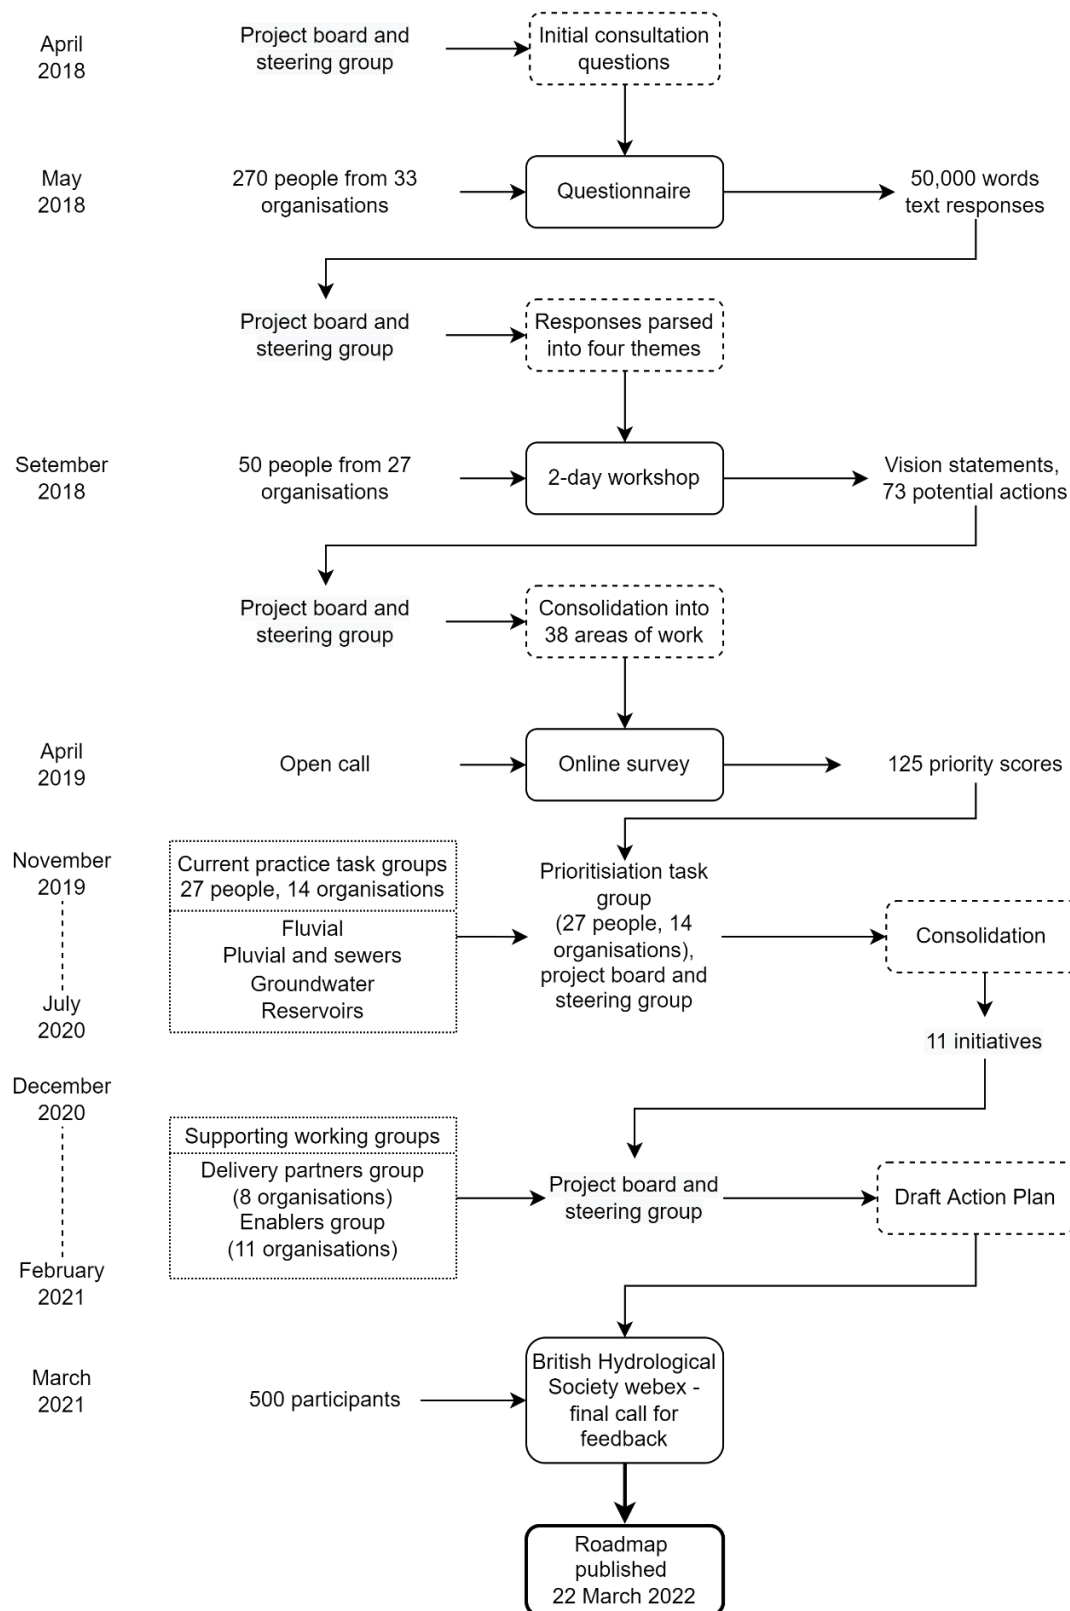 April
2018
Project board and
steering group
Initial consultation
questions
May
2018
270 people from 33
organisations
Questionnaire
50,000 words
text responses
Project board and
steering group
Responses parsed
into four themes
Setember
2018
50 people from 27
organisations
2-day workshop
Vision statements,
73 potential actions
Project board and
steering group
Consolidation into
38 areas of work
April
2019
Open call
Online survey
125 priority scores
November
2019
July
2020
Current practice task groups
27 people, 14 organisations
Fluvial
Pluvial and sewers
Groundwater
Reservoirs
Prioritisiation task
group
(27 people, 14
organisations),
project board and
steering group
Consolidation
11 initiatives
December
2020
February
2021
Supporting working groups
Delivery partners group
(8 organisations)
Enablers group
(11 organisations)
Project board and
steering group
Draft Action Plan
March
2021
500 participants
British Hydrological
Society webex -
final call for
feedback
Roadmap
published
22 March 2022